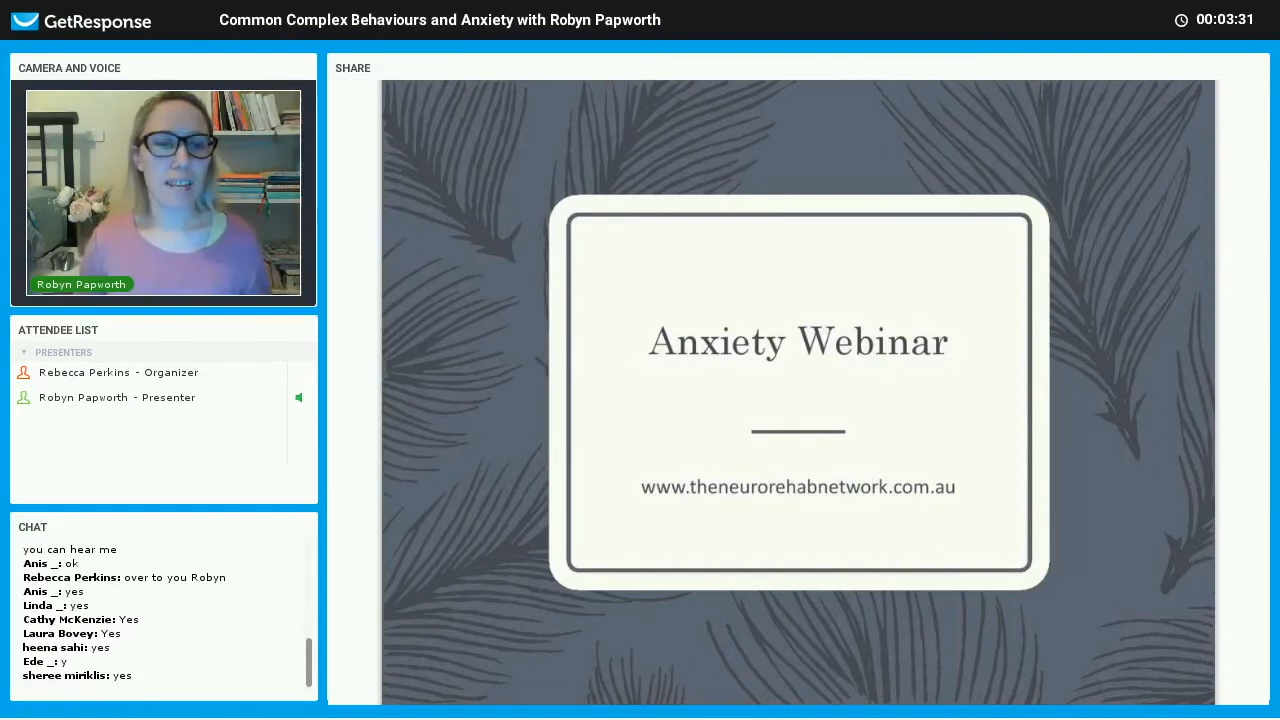 GetResponse
Common Complex Behaviours and Anxiety with Robyn Papworth
00:03:31
CAMERA AND VOICE
Robyn Papworth
ATTENDEE LIST
PRESENTERS
Rebecca Perkins - Organizer
Robyn Papworth - Presenter
CHAT
you can hear me
Anis _: ok
Rebecca Perkins: over to you Robyn
Anis _: yes
Linda _: yes
Cathy McKenzie: Yes
Laura Bovey: Yes
heena sahi: yes
Ede _: y
sheree miriklis: yes
SHARE
Anxiety Webinar
www.theneurorehabnetwork.com.au